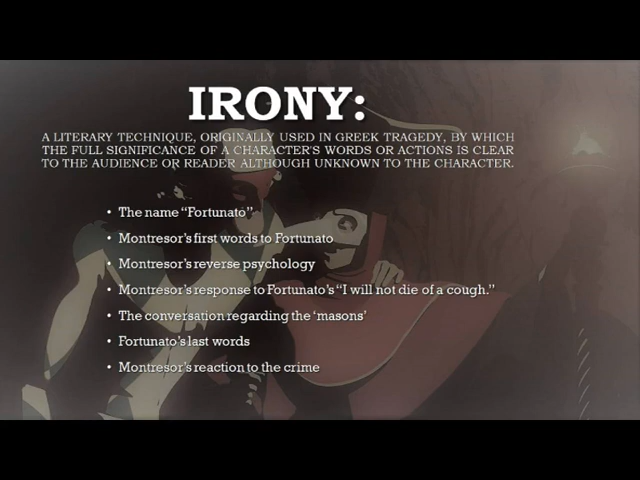 IRONY:
A LITERARY TECHNIQUE, ORIGINALLY USED IN GREEK TRAGEDY, BY WHICH
THE FULL SIGNIFICANCE OF A CHARACTER'S WORDS OR ACTIONS IS CLEAR
TO THE AUDIENCE OR READER ALTHOUGH UNKNOWN TO THE CHARACTER.
• The name “Fortunato”
• Montresor's first words to Fortunato
• Montresor's reverse psychology
• Montresor's response to Fortunato's “I will not die of a cough.”
• The conversation regarding the ‘masons’
• Fortunato's last words
• Montresor's reaction to the crime